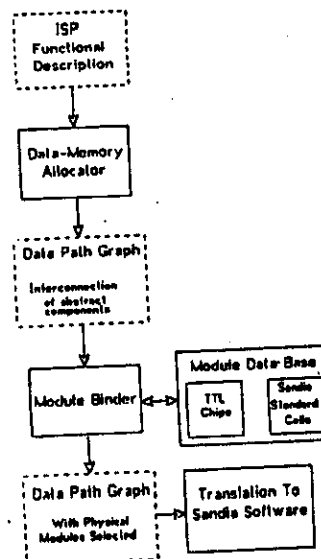 ISP
Functional
Description
Data-Memory
Allocator
Data Path Graph
Interconnection
of abstract
components
Module Binder
Module Data-Base
TTL
Chips
Sandia
Standard
Cells
Data Path Graph
With Physical
Modules Selected
Translation To
Sandia Software